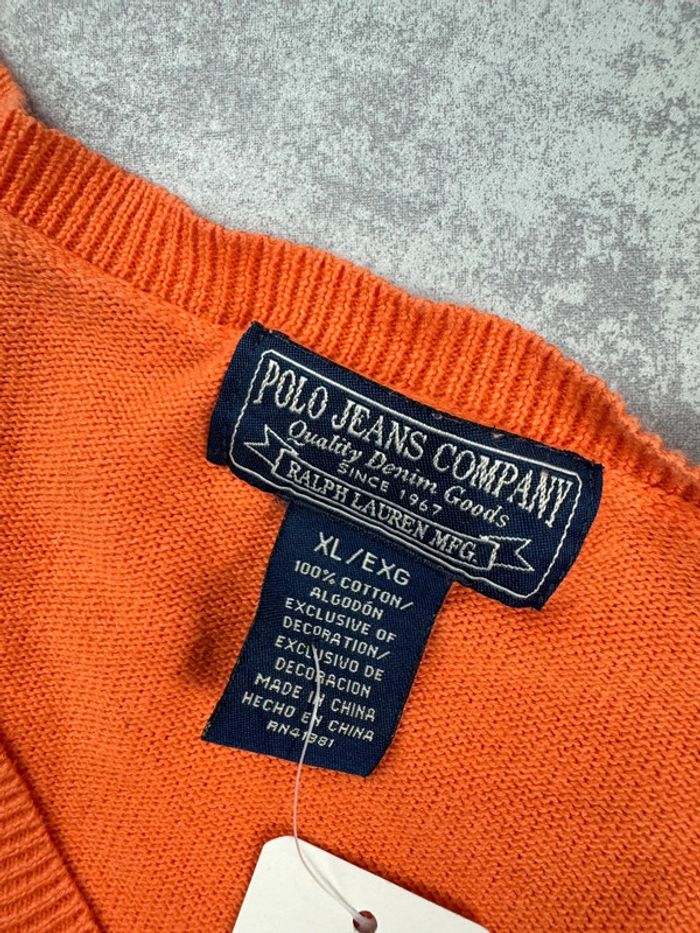 POLO JEANS COMPANY
Quality Denim Goods
SINCE 1967
RALPH LAUREN MFG.
XL/EXG
100% COTTON/
ALGODÓN
EXCLUSIVE OF
DECORATION/
EXCLUSIVO DE
DECORACION
MADE IN CHINA
HECHO EN CHINA
RN41381